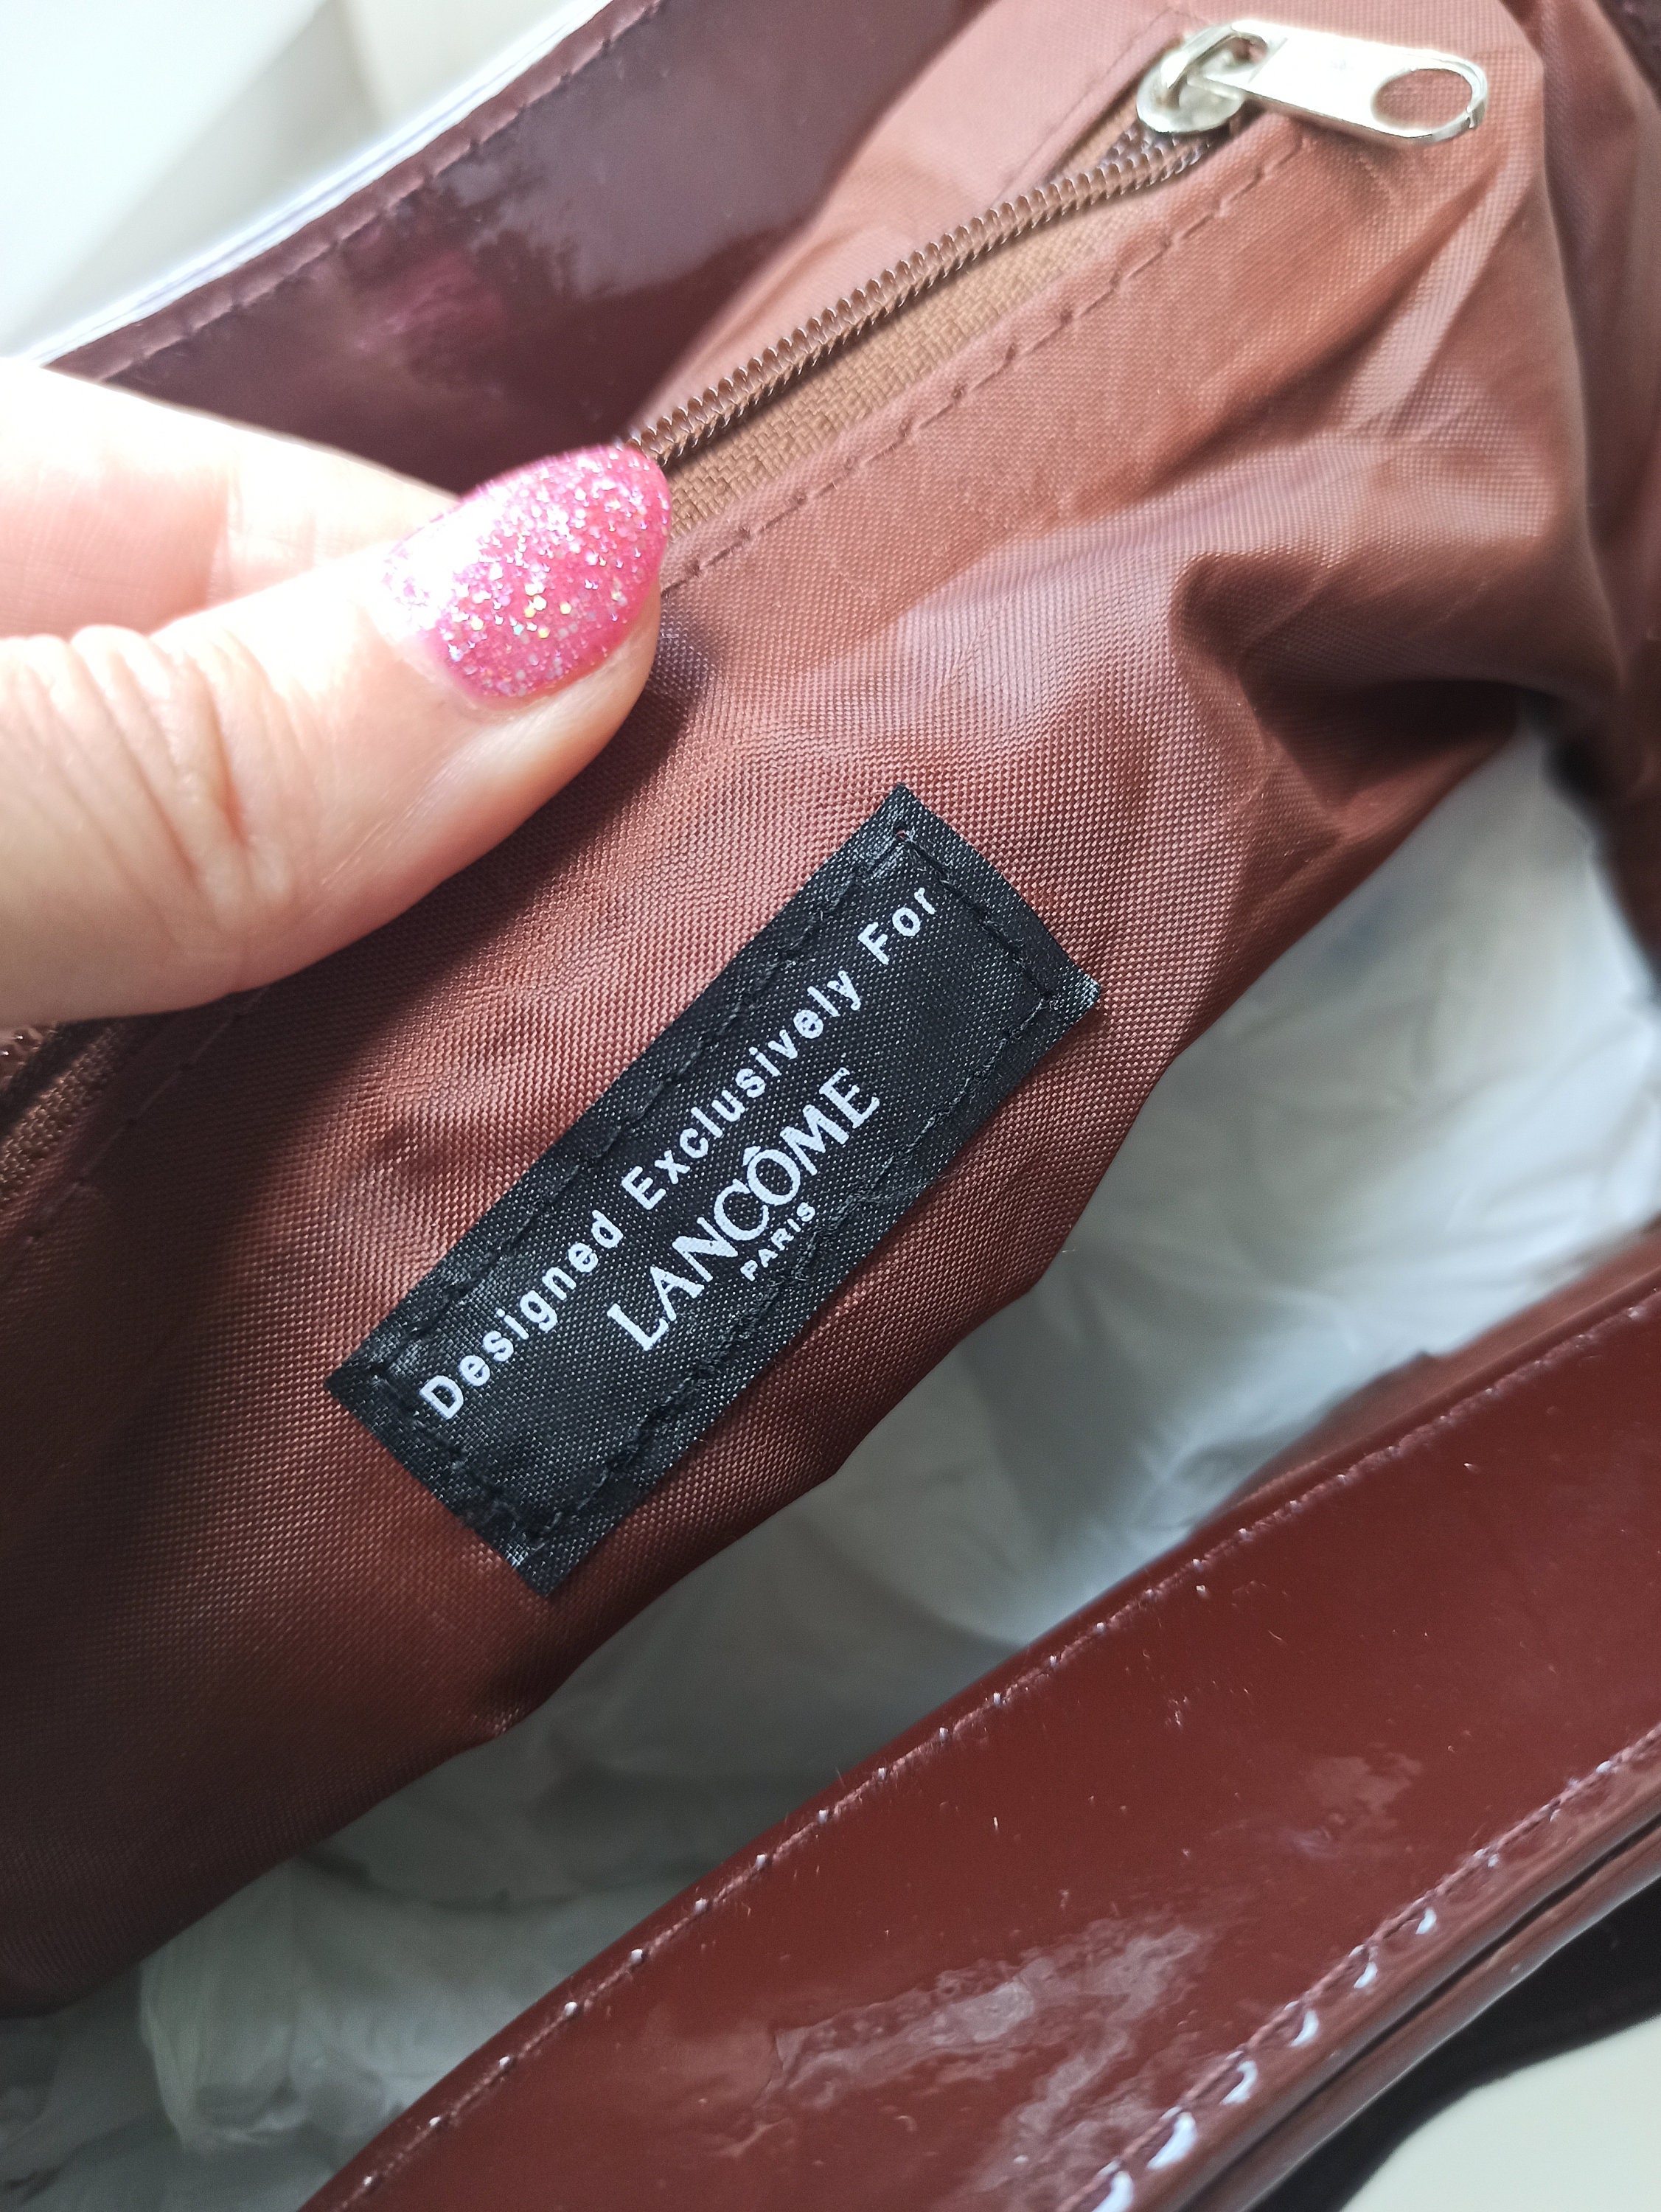 Designed Exclusively For
LANCÔME
PARIS